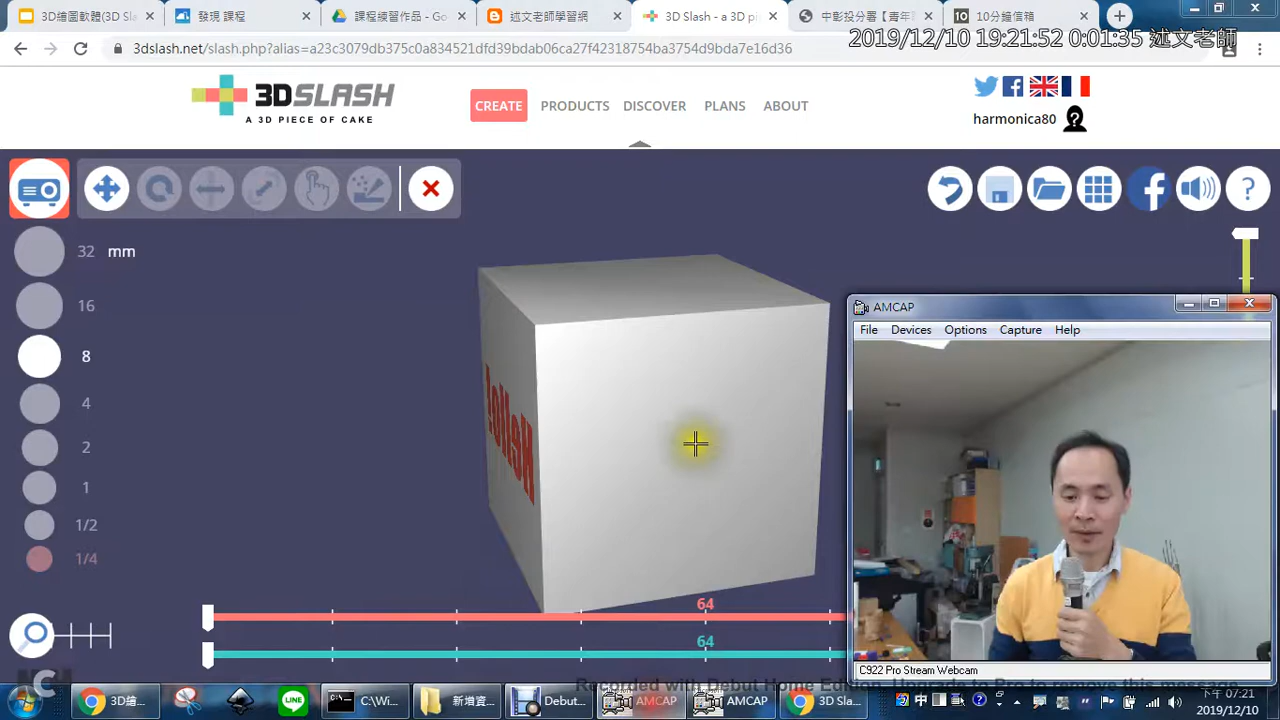 3D繪圖軟體(3D Slas
發現 課程
課程練習作品 - Go
述文老師學習網
3D Slash - a 3D pi
中彰投分署【青年
10分鐘信箱
3dslash.net/slash.php?alias=a23c3079db375c0a834521dfd39bdab06ca27f42318754ba3754d9bda7e16d36
2019/12/10 19:21:52 0:01:35 述文老師
3DSLASH
A 3D PIECE OF CAKE
CREATE PRODUCTS DISCOVER PLANS ABOUT
harmonica80
32 mm
16
8
4
2
1
1/2
1/4
Hello!
64
64
AMCAP
File Devices Options Capture Help
C922 Pro Stream Webcam
Recorded with Debut Home Edition. Upgrade to Pro to remove this message.
3D繪
C:\Wi...
新增資...
Debut...
AMCAP
AMCAP
3D Sla...
中
下午 07:21
2019/12/10